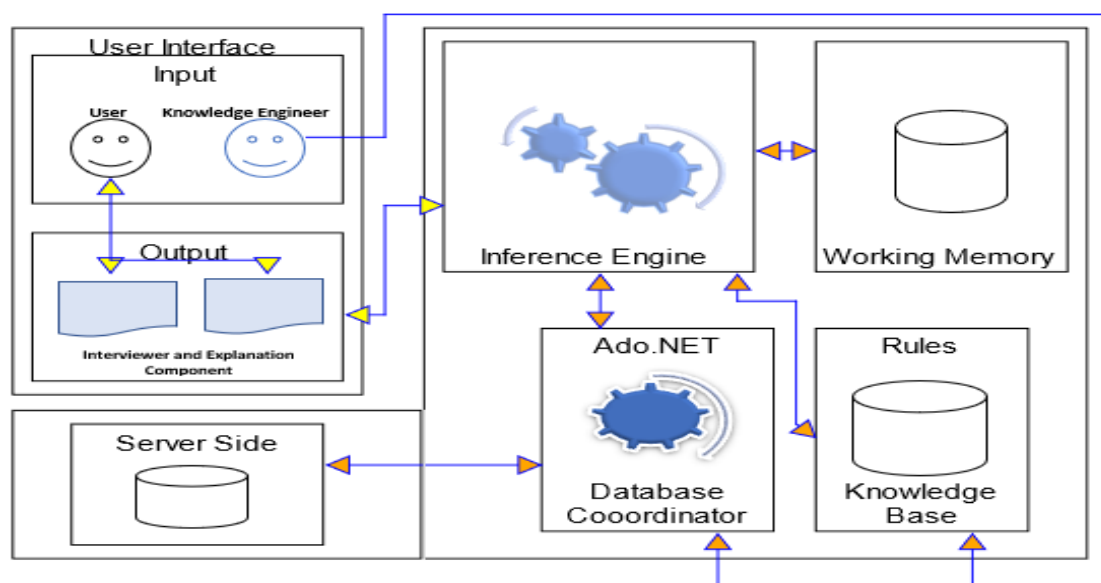 User Interface
Input
User
Knowledge Engineer
Output
Interviewer and Explanation
Component
Inference Engine
Working Memory
Server Side
Ado.NET
Database
Cooordinator
Rules
Knowledge
Base